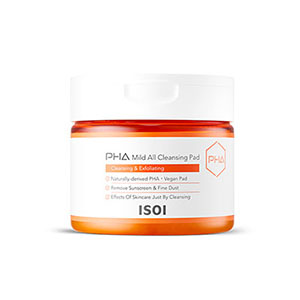 PHA Mild All Cleansing Pad
PHA
Cleansing & Exfoliating
Naturally-derived PHA + Vegan Pad
Remove Sunscreen & Fine Dust
Effects Of Skincare Just By Cleansing
ISOI